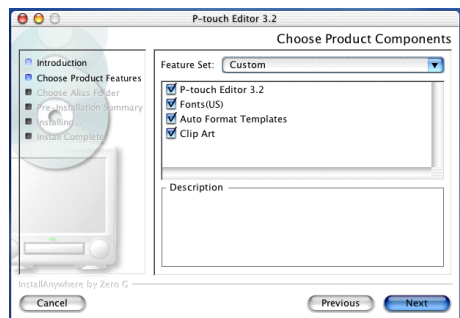 P-touch Editor 3.2
Choose Product Components
Introduction
Choose Product Features
Choose Alias Folder
Pre-Installation Summary
Installing...
Install Complete
Feature Set: Custom
P-touch Editor 3.2
Fonts(US)
Auto Format Templates
Clip Art
Description
InstallAnywhere by Zero G
Cancel
Previous
Next